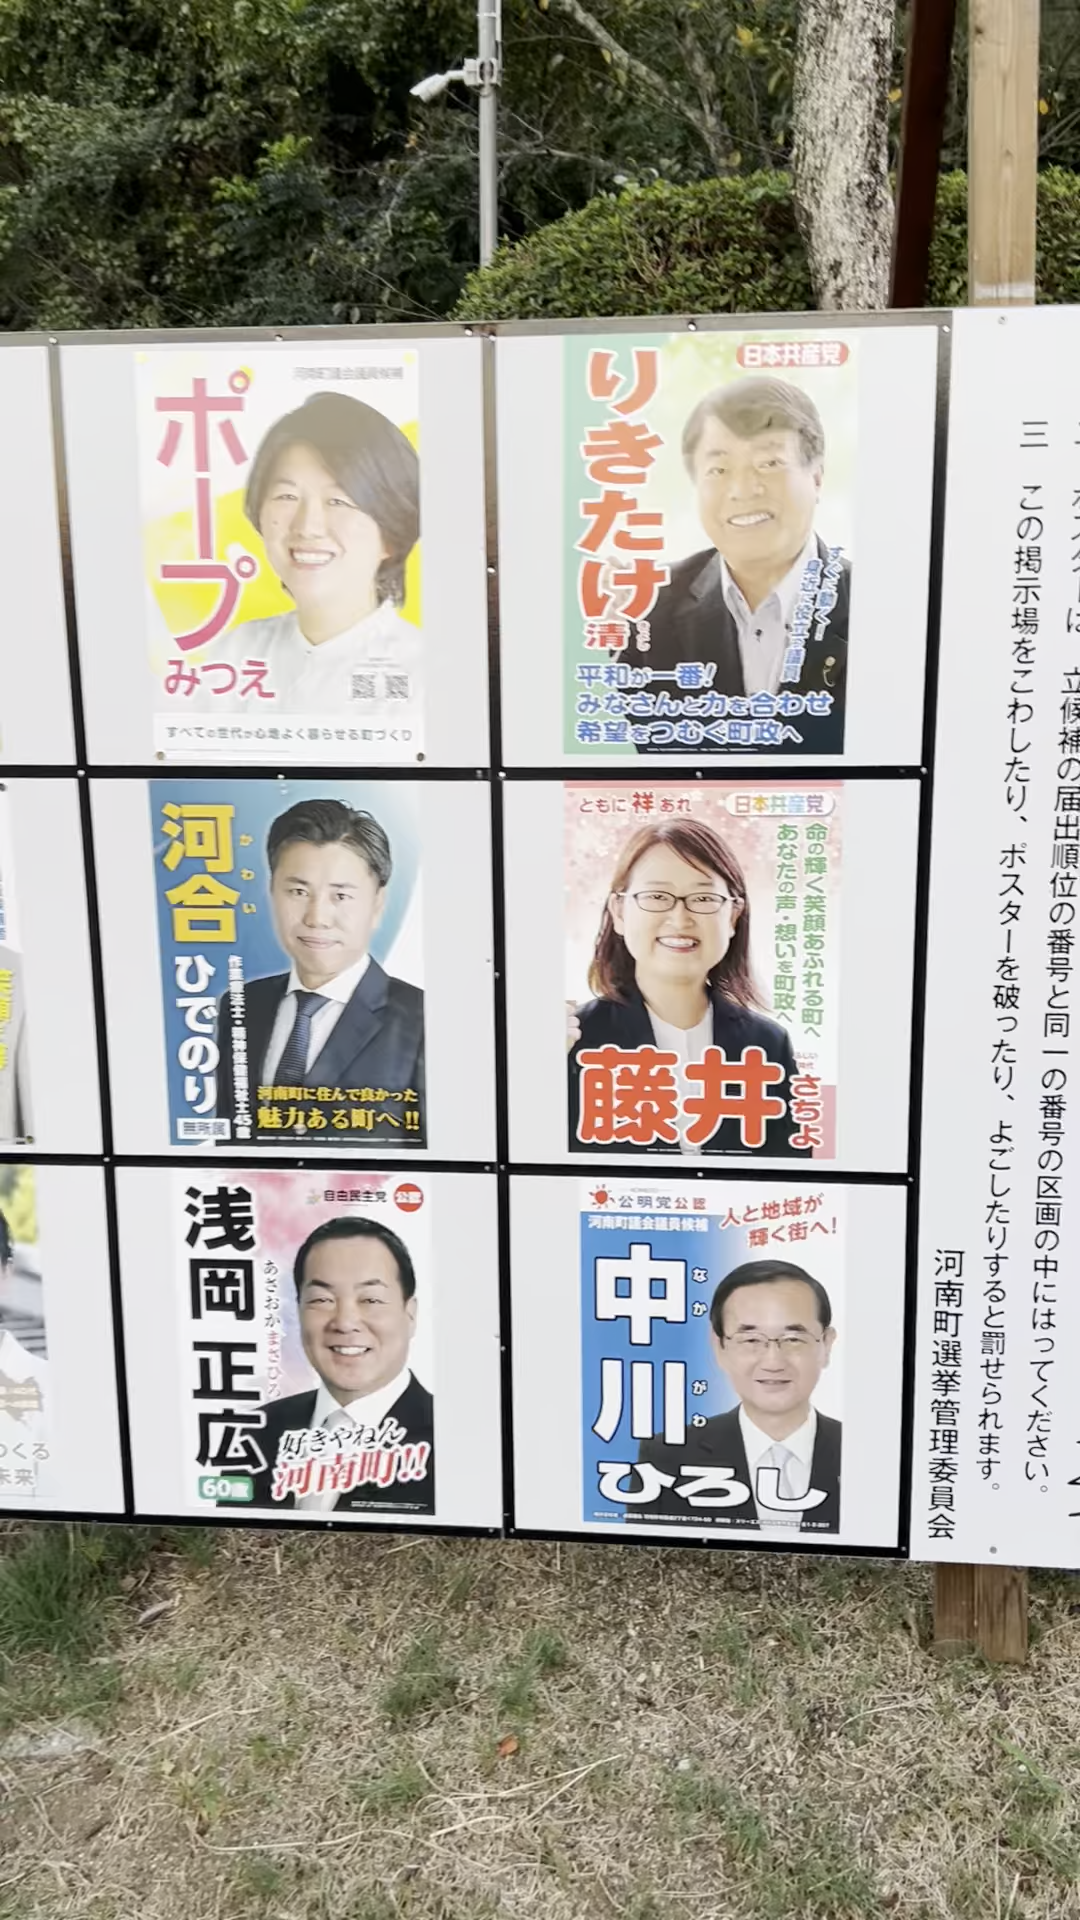 ポープ
みつえ
河南町議会議員候補
すべての世代が心地よく暮らせる町づくり
日本共産党
りきたけ
清
すぐに動く!!
身近に役立つ議員
平和が一番!
みなさんと力を合わせ
希望をつむぐ町政へ
河合
かわい
ひでのり
作業療法士・精神保健福祉士45歳
無所属
河南町に住んで良かった
魅力ある町へ!!
ともに祥あれ
日本共産党
命の輝く笑顔あふれる町へ
あなたの声・想いを町政へ
藤井
ふじい
さちよ
自由民主党
公認
浅岡正広
あさおかまさひろ
60歳
好きやねん
河南町!!
公明党公認
河南町議会議員候補
人と地域が
輝く街へ!
中川
なかがわ
ひろし
つくる
未来
立候補の届出順位の番号と同一の番号の区画の中にはってください。
三 この掲示場をこわしたり、ポスターを破ったり、よごしたりすると罰せられます。
河南町選挙管理委員会